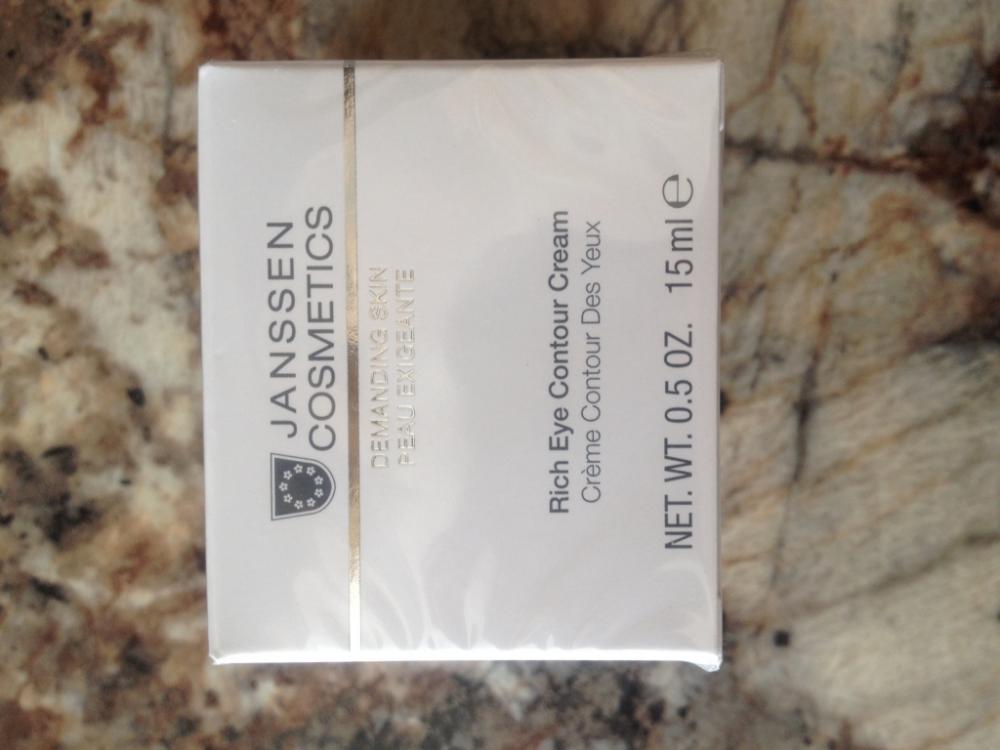 JANSSEN
COSMETICS
DEMANDING SKIN
PEAU EXIGEANTE
Rich Eye Contour Cream
Crème Contour Des Yeux
NET. WT. 0.5 OZ. 15 ml ℮